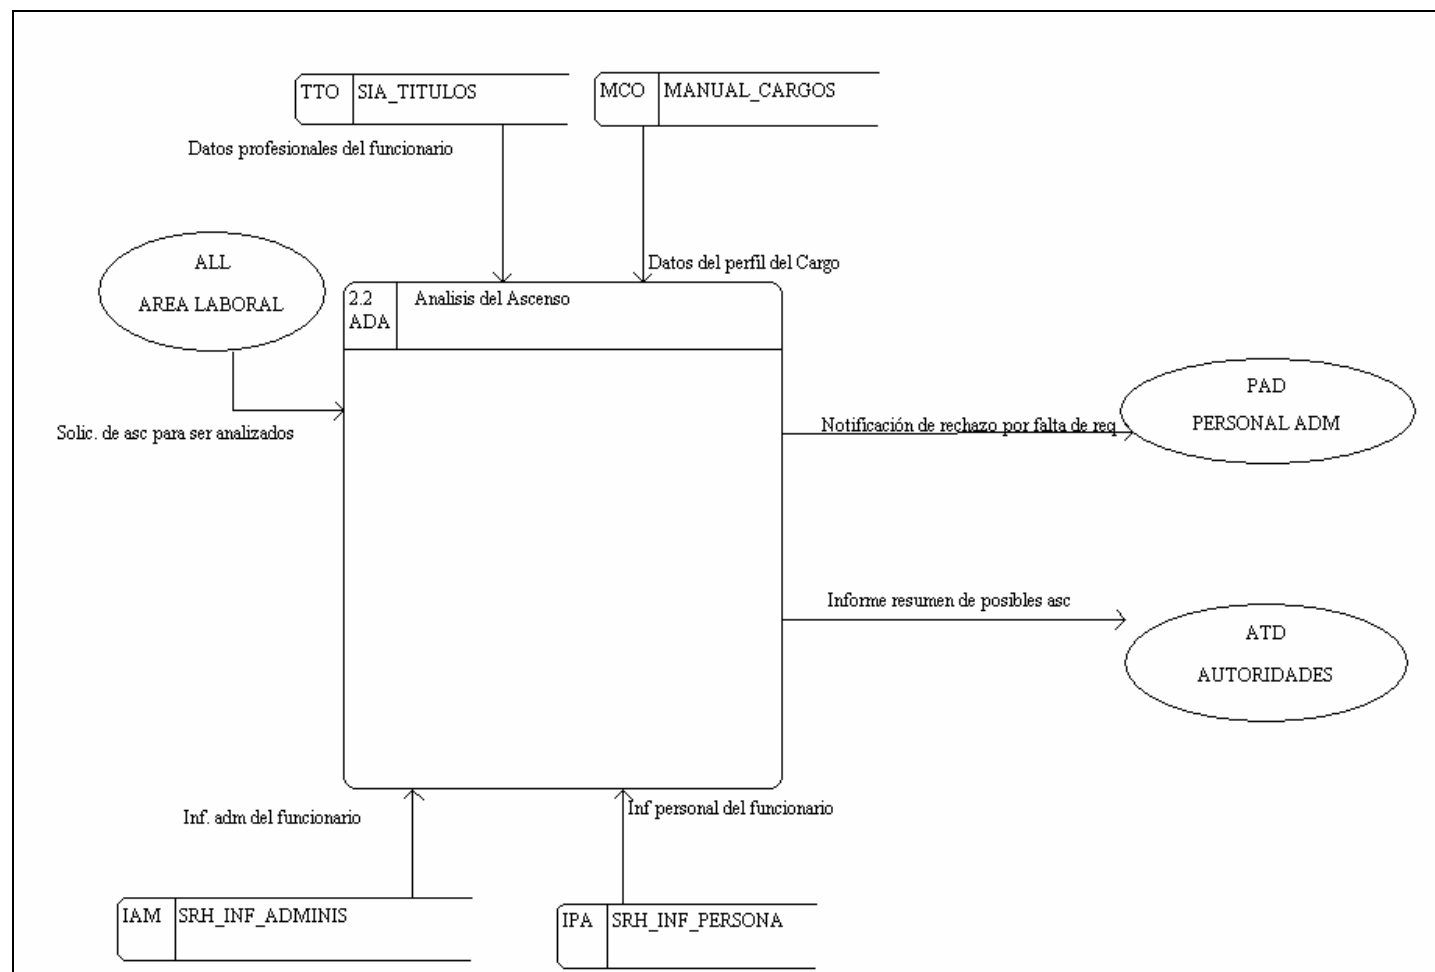 TTO SIA_TITULOS
MCO MANUAL_CARGOS
Datos profesionales del funcionario
ALL
AREA LABORAL
Datos del perfil del Cargo
2.2
ADA
Analisis del Ascenso
Solic. de asc para ser analizados
PAD
PERSONAL ADM
Notificación de rechazo por falta de req
Informe resumen de posibles asc
ATD
AUTORIDADES
Inf. adm del funcionario
Inf personal del funcionario
IAM SRH_INF_ADMINIS
IPA SRH_INF_PERSONA